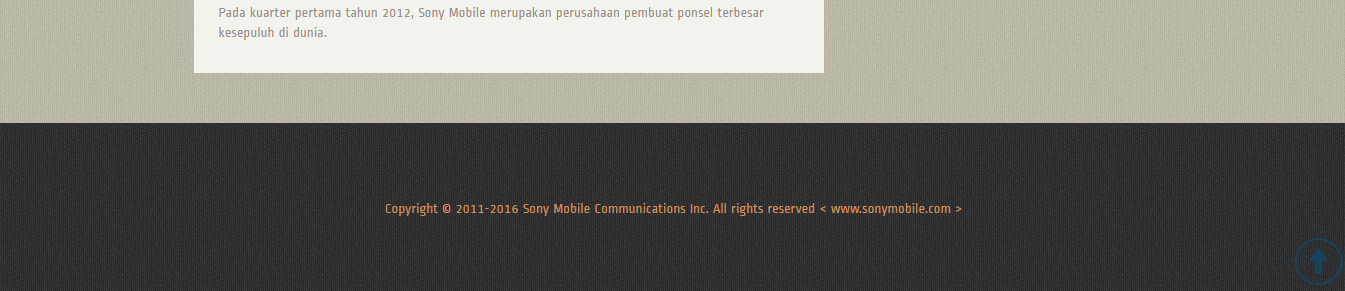 Pada kuarter pertama tahun 2012, Sony Mobile merupakan perusahaan pembuat ponsel terbesar
kesepuluh di dunia.
Copyright © 2011-2016 Sony Mobile Communications Inc. All rights reserved < www.sonymobile.com >